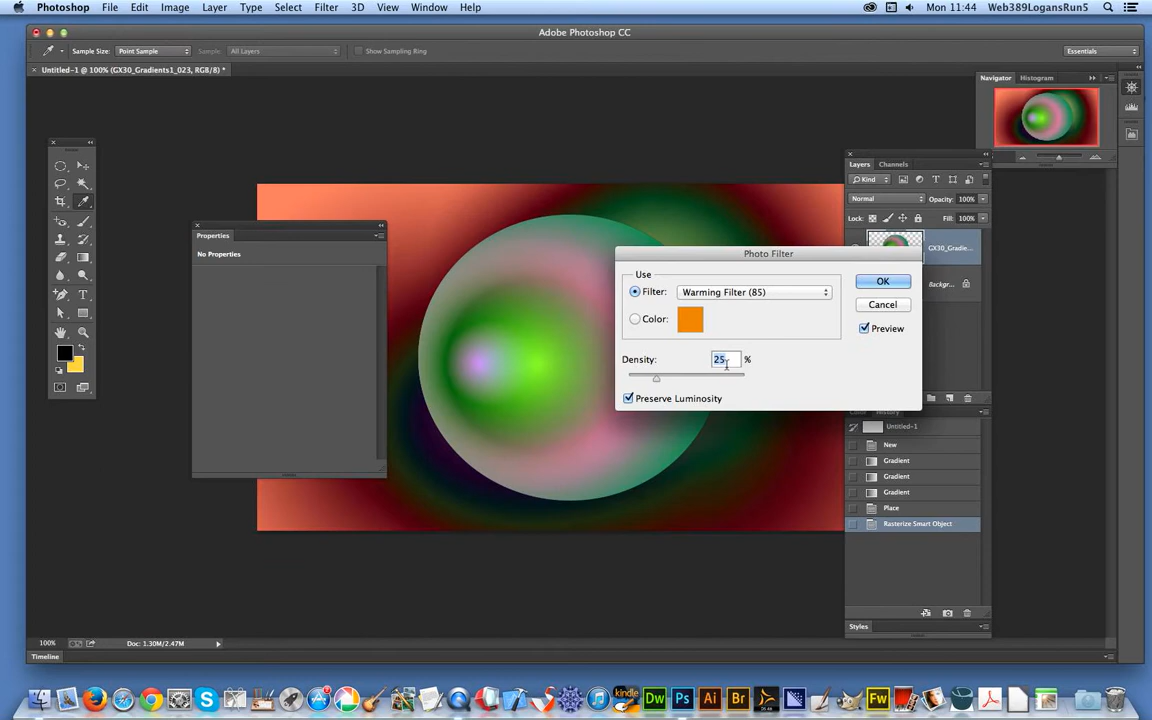 Photoshop File Edit Image Layer Type Select Filter 3D View Window Help Mon 11:44 Web389LogansRun5
Adobe Photoshop CC
Sample Size: Point Sample Sample: All Layers Show Sampling Ring Essentials
Untitled-1 @ 100% (GX30_Gradients1_023, RGB/8) *
Navigator Histogram
Layers Channels
Kind
Normal Opacity: 100%
Lock: Fill: 100%
GX30_Gradie...
Backgr...
Properties
No Properties
Photo Filter
Use
Filter: Warming Filter (85)
Color:
OK
Cancel
Preview
Density: 25 %
Preserve Luminosity
Color History
Untitled-1
New
Gradient
Gradient
Gradient
Place
Rasterize Smart Object
Styles
100% Doc: 1.30M/2.47M
Timeline
kindle Dw Ps Ai Br Fw